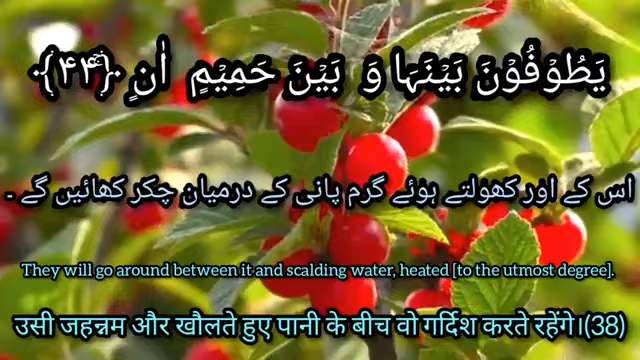 یَطُوۡفُوۡنَ بَیۡنَہَا وَ بَیۡنَ حَمِیۡمٍ اٰنٍ ﴿ۚ۴۴﴾
اس کے اور کھولتے ہوئے گرم پانی کے درمیان چکر کھائیں گے ۔
They will go around between it and scalding water, heated [to the utmost degree].
उसी जहन्नम और खौलते हुए पानी के बीच वो गर्दिश करते रहेंगे।(38)